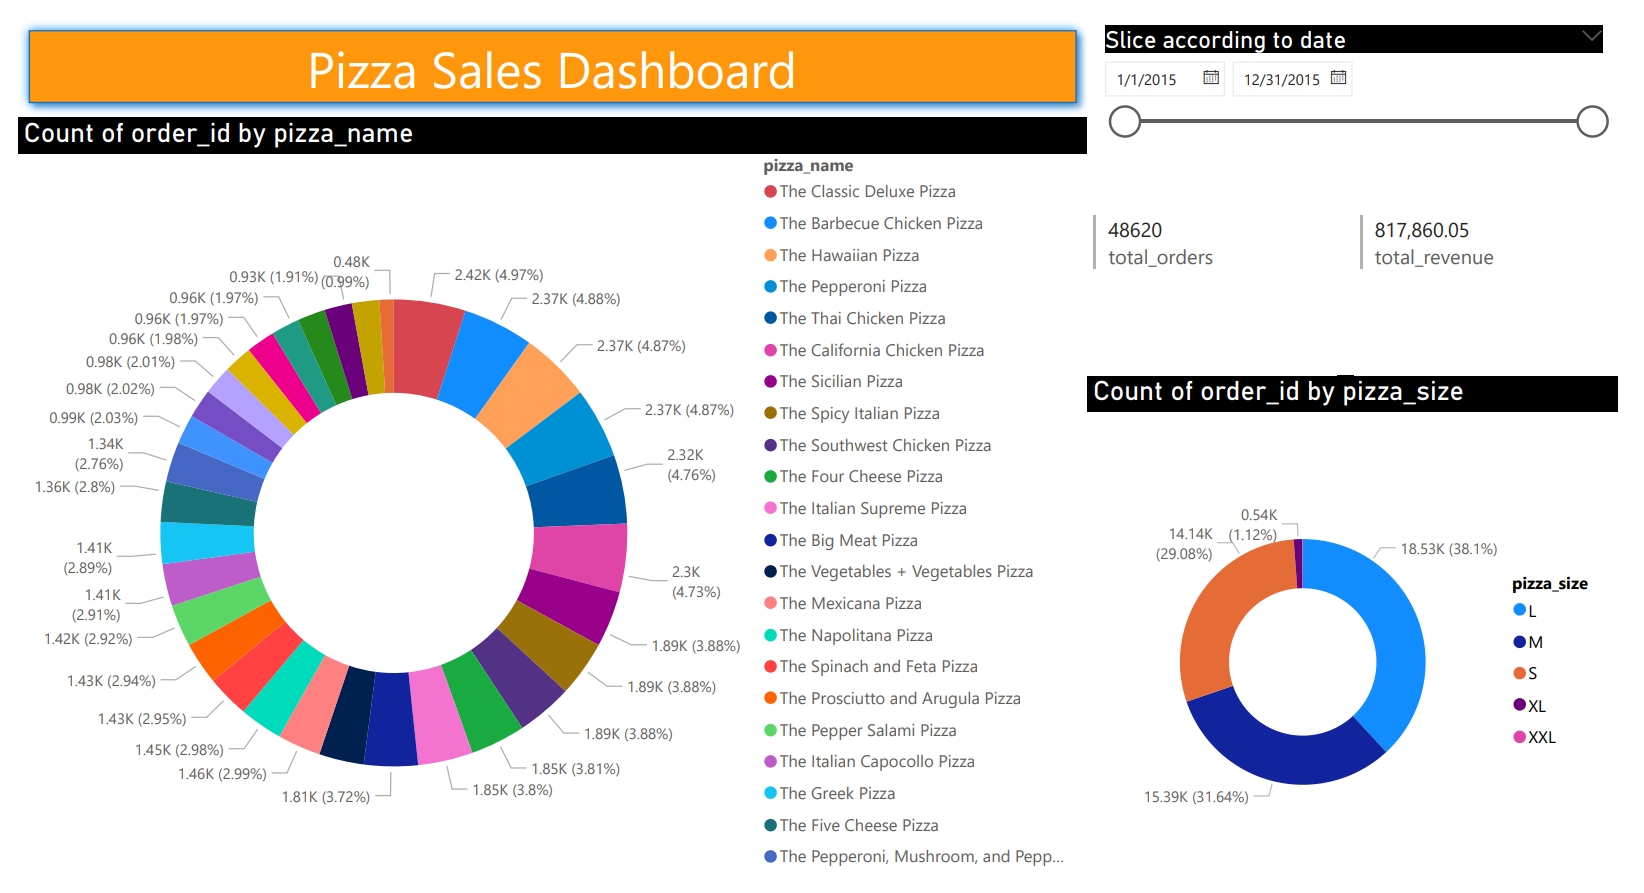 Pizza Sales Dashboard
Slice according to date
1/1/2015
12/31/2015
Count of order_id by pizza_name
48620
total_orders
817,860.05
total_revenue
0.48K
(0.99%)
2.42K (4.97%)
2.37K (4.88%)
2.37K (4.87%)
2.37K (4.87%)
2.32K
(4.76%)
2.3K
(4.73%)
1.89K (3.88%)
1.89K (3.88%)
1.89K (3.88%)
1.85K (3.81%)
1.85K (3.8%)
1.81K (3.72%)
1.46K (2.99%)
1.45K (2.98%)
1.43K (2.95%)
1.43K (2.94%)
1.42K (2.92%)
1.41K
(2.91%)
1.41K
(2.89%)
1.36K (2.8%)
1.34K
(2.76%)
0.99K (2.03%)
0.98K (2.02%)
0.98K (2.01%)
0.96K (1.98%)
0.96K (1.97%)
0.96K (1.97%)
0.93K (1.91%)
pizza_name
The Classic Deluxe Pizza
The Barbecue Chicken Pizza
The Hawaiian Pizza
The Pepperoni Pizza
The Thai Chicken Pizza
The California Chicken Pizza
The Sicilian Pizza
The Spicy Italian Pizza
The Southwest Chicken Pizza
The Four Cheese Pizza
The Italian Supreme Pizza
The Big Meat Pizza
The Vegetables + Vegetables Pizza
The Mexicana Pizza
The Napolitana Pizza
The Spinach and Feta Pizza
The Prosciutto and Arugula Pizza
The Pepper Salami Pizza
The Italian Capocollo Pizza
The Greek Pizza
The Five Cheese Pizza
The Pepperoni, Mushroom, and Pepp...
Count of order_id by pizza_size
0.54K
(1.12%)
14.14K
(29.08%)
18.53K (38.1%)
15.39K (31.64%)
pizza_size
L
M
S
XL
XXL